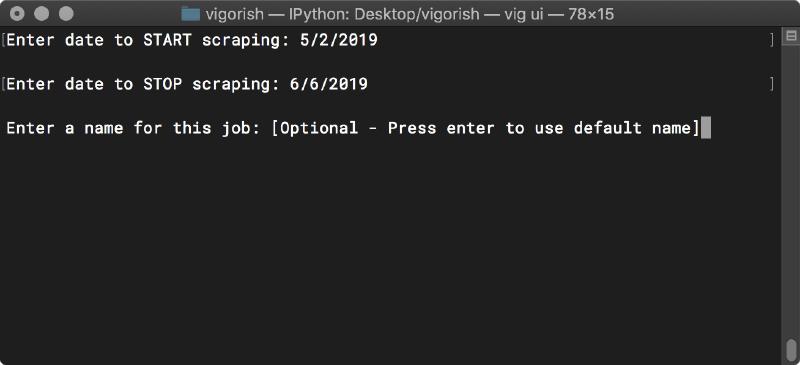 vigorish — IPython: Desktop/vigorish — vig ui — 78×15
[Enter date to START scraping: 5/2/2019 ]
[Enter date to STOP scraping: 6/6/2019 ]
Enter a name for this job: [Optional - Press enter to use default name]